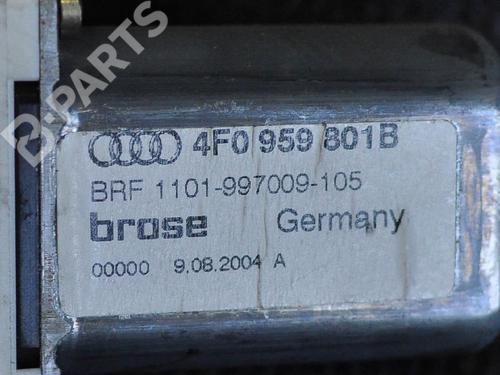 B-PARTS
4F0 959 801B
BRF 1101-997009-105
brose Germany
00000 9.08.2004 A